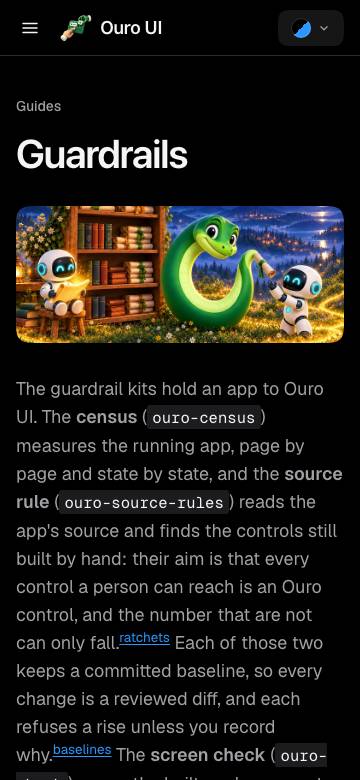 Ouro UI
Guides
Guardrails
The guardrail kits hold an app to Ouro
UI. The census (ouro-census)
measures the running app, page by
page and state by state, and the source
rule (ouro-source-rules) reads the
app's source and finds the controls still
built by hand: their aim is that every
control a person can reach is an Ouro
control, and the number that are not
can only fall.ratchets Each of those two
keeps a committed baseline, so every
change is a reviewed diff, and each
refuses a rise unless you record
why.baselines The screen check (ouro-